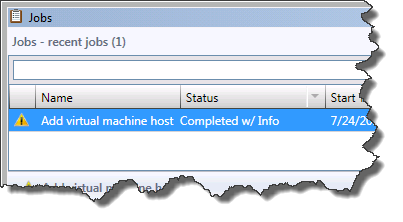 Jobs
Jobs - recent jobs (1)
Name Status Start
Add virtual machine host Completed w/ Info 7/24/20